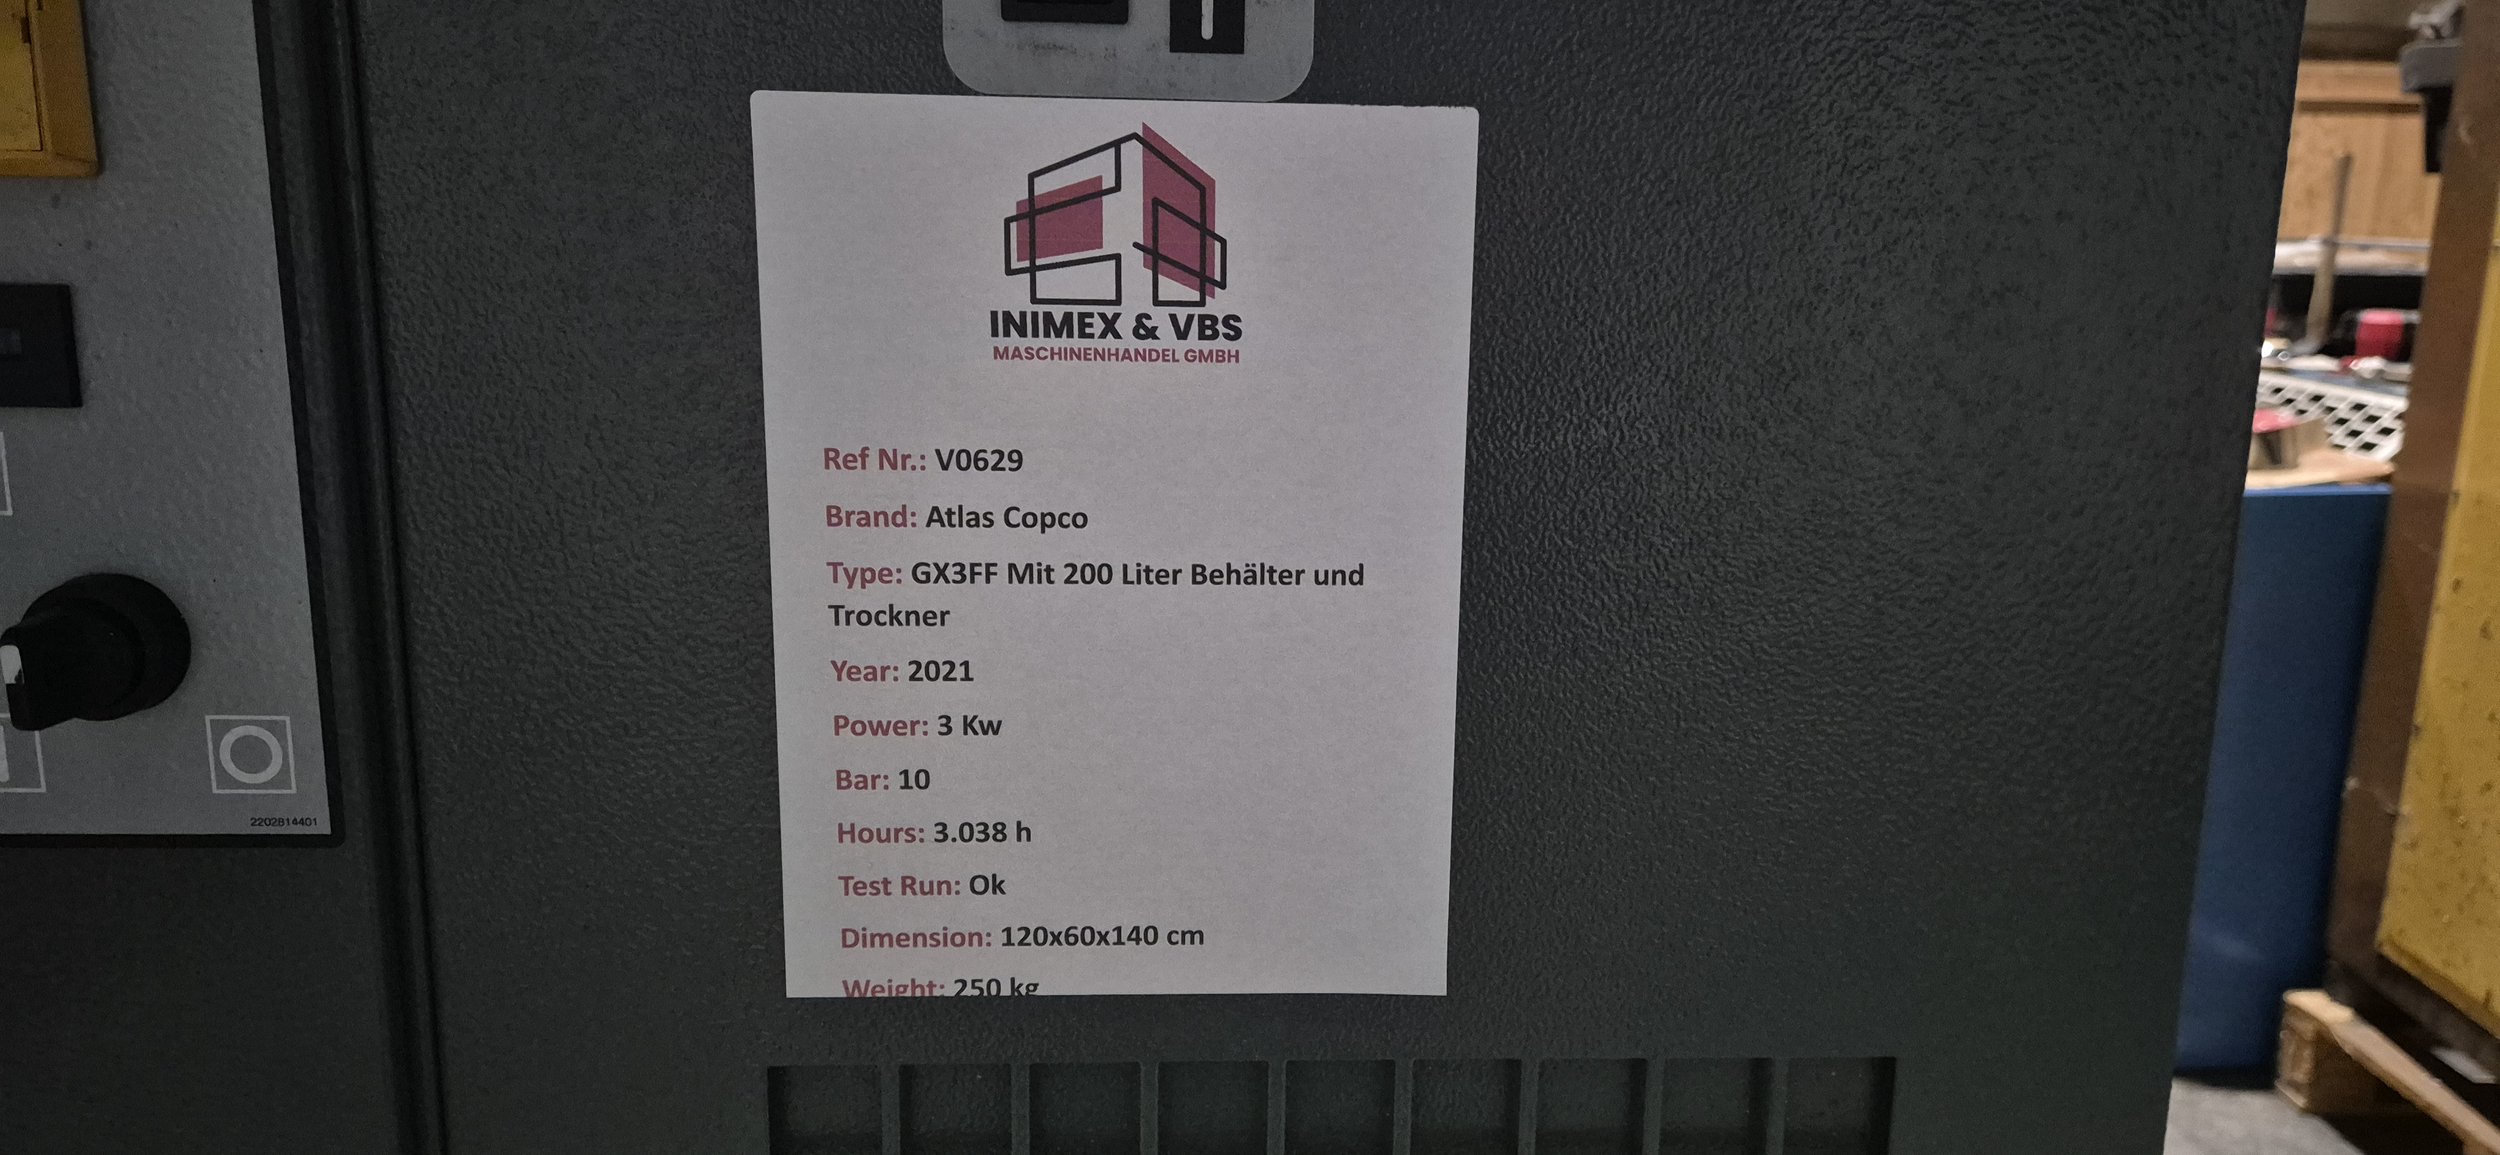 INIMEX & VBS
MASCHINENHANDEL GMBH
Ref Nr.: V0629
Brand: Atlas Copco
Type: GX3FF Mit 200 Liter Behälter und
Trockner
Year: 2021
Power: 3 Kw
Bar: 10
Hours: 3.038 h
Test Run: Ok
Dimension: 120x60x140 cm
Weight: 250 kg
2202814401